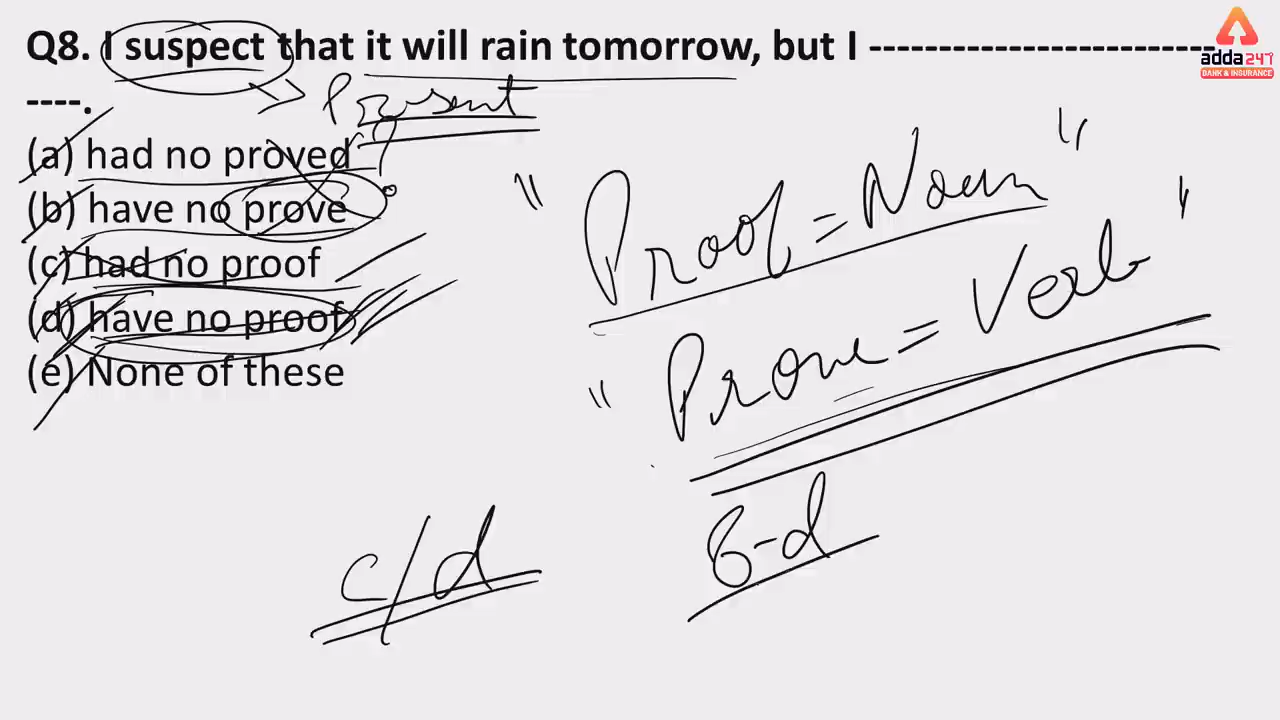 Q8. I suspect that it will rain tomorrow, but I -------------------------
----.
adda247
BANK & INSURANCE
Present
(a) had no proved
(b) have no prove
(c) had no proof
(d) have no proof
(e) None of these
"Proof = Noun"
"Prove = Verb"
c/d
8-d